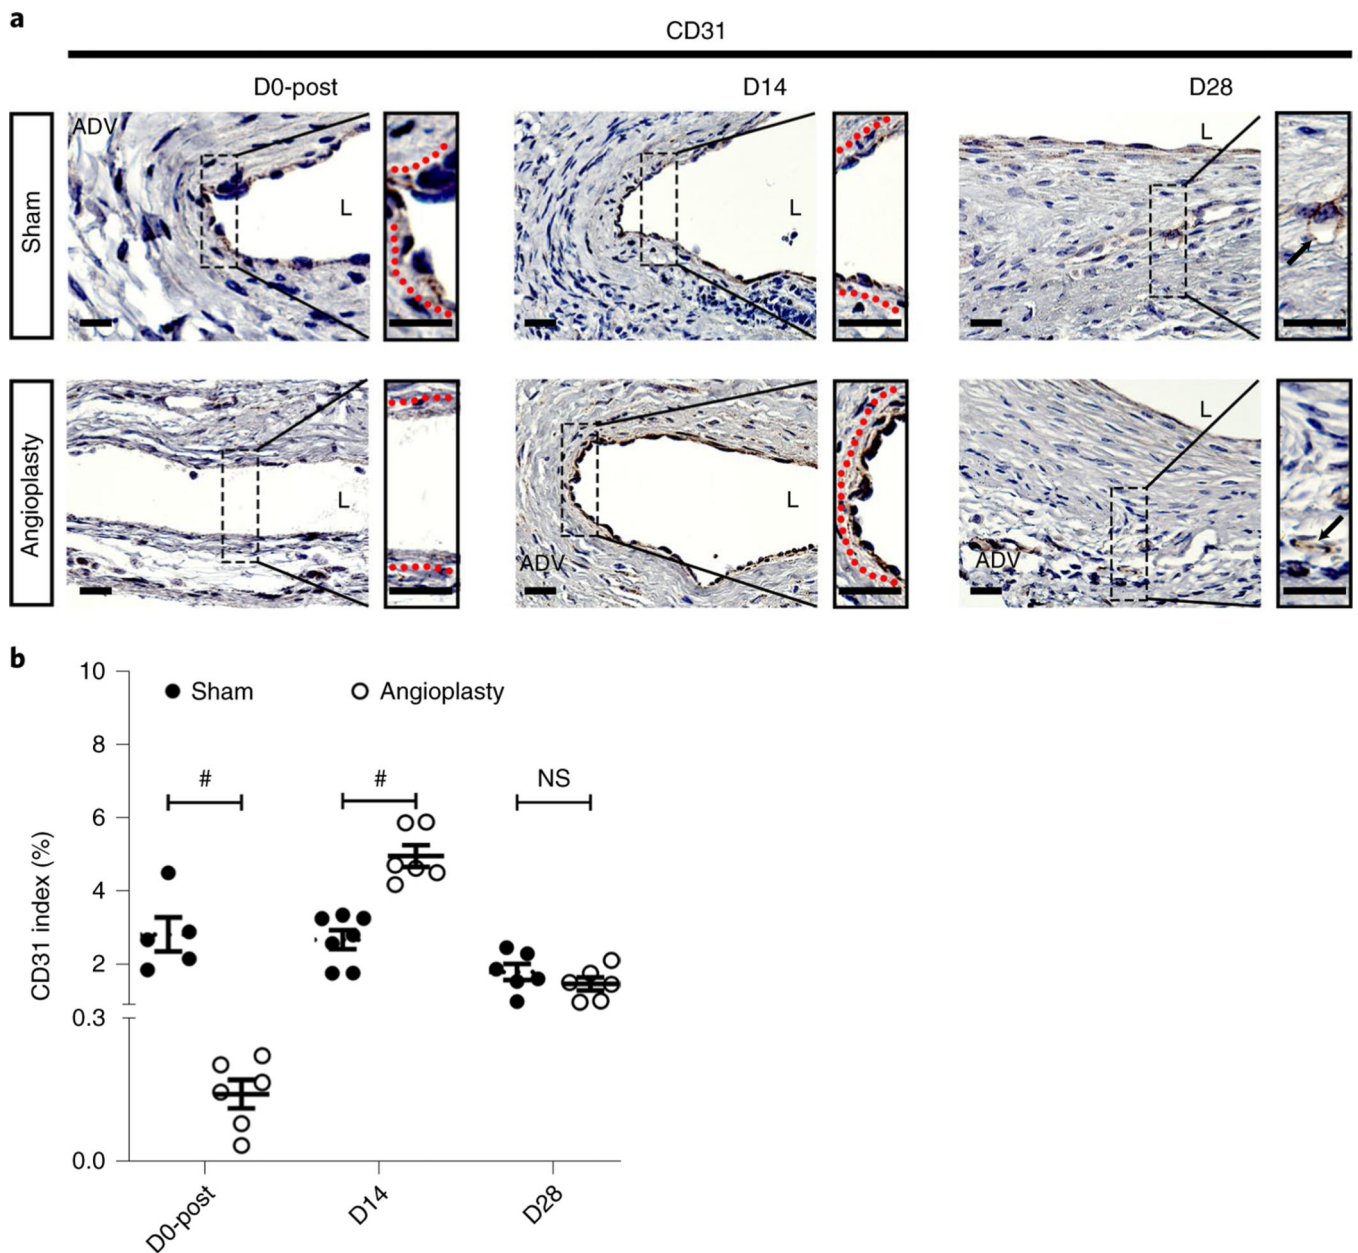 a
CD31
D0-post D14 D28
Sham
ADV
L
L
L
Angioplasty
L
ADV
L
ADV
L
b
10
8
6
4
2
0.3
0.0
CD31 index (%)
Sham Angioplasty
# # NS
D0-post D14 D28